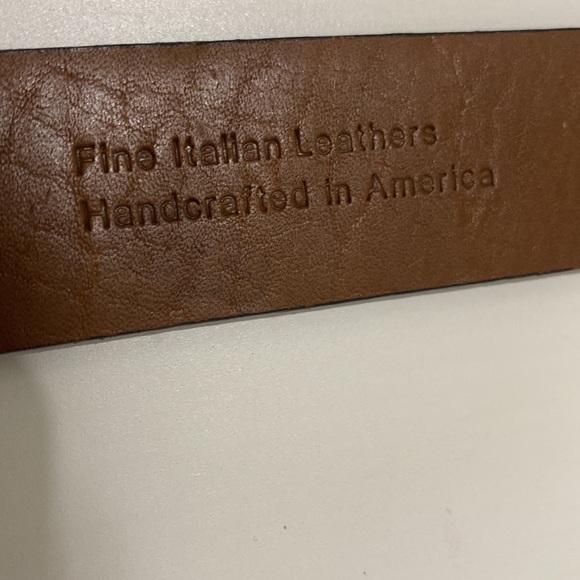 Fine Italian Leathers
Handcrafted in America